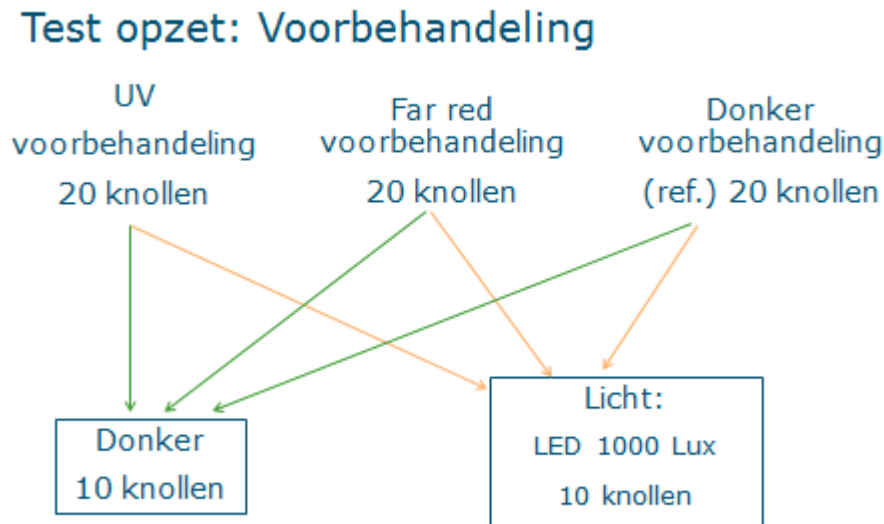 Test opzet: Voorbehandeling
UV
voorbehandeling
20 knollen
Far red
voorbehandeling
20 knollen
Donker
voorbehandeling
(ref.) 20 knollen
Donker
10 knollen
Licht:
LED 1000 Lux
10 knollen